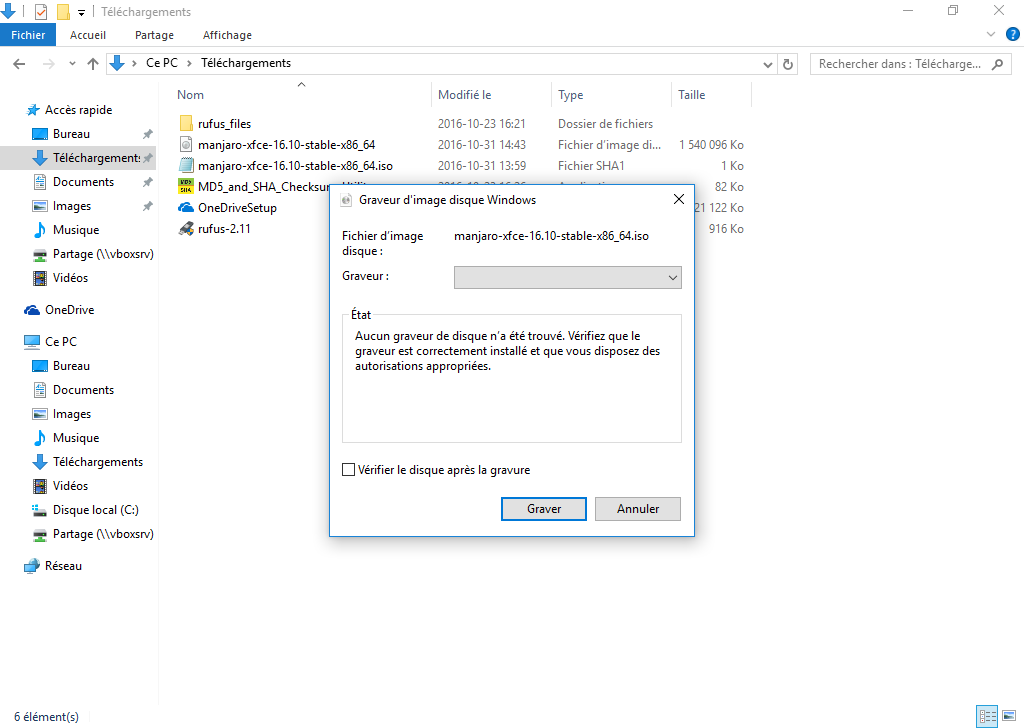 Téléchargements
Fichier
Accueil
Partage
Affichage
Ce PC
Téléchargements
Rechercher dans : Télécharge...
Nom
Modifié le
Type
Taille
rufus_files
2016-10-23 16:21
Dossier de fichiers
manjaro-xfce-16.10-stable-x86_64
2016-10-31 14:43
Fichier d'image di...
1 540 096 Ko
manjaro-xfce-16.10-stable-x86_64.iso
2016-10-31 13:59
Fichier SHA1
1 Ko
MD5_and_SHA_Checksum
82 Ko
OneDriveSetup
21 122 Ko
rufus-2.11
916 Ko
Accès rapide
Bureau
Téléchargements
Documents
Images
Musique
Partage (\\vboxsrv)
Vidéos
OneDrive
Ce PC
Bureau
Documents
Images
Musique
Téléchargements
Vidéos
Disque local (C:)
Partage (\\vboxsrv)
Réseau
Graveur d'image disque Windows
Fichier d'image
disque :
manjaro-xfce-16.10-stable-x86_64.iso
Graveur :
État
Aucun graveur de disque n'a été trouvé. Vérifiez que le
graveur est correctement installé et que vous disposez des
autorisations appropriées.
Vérifier le disque après la gravure
Graver
Annuler
6 élément(s)